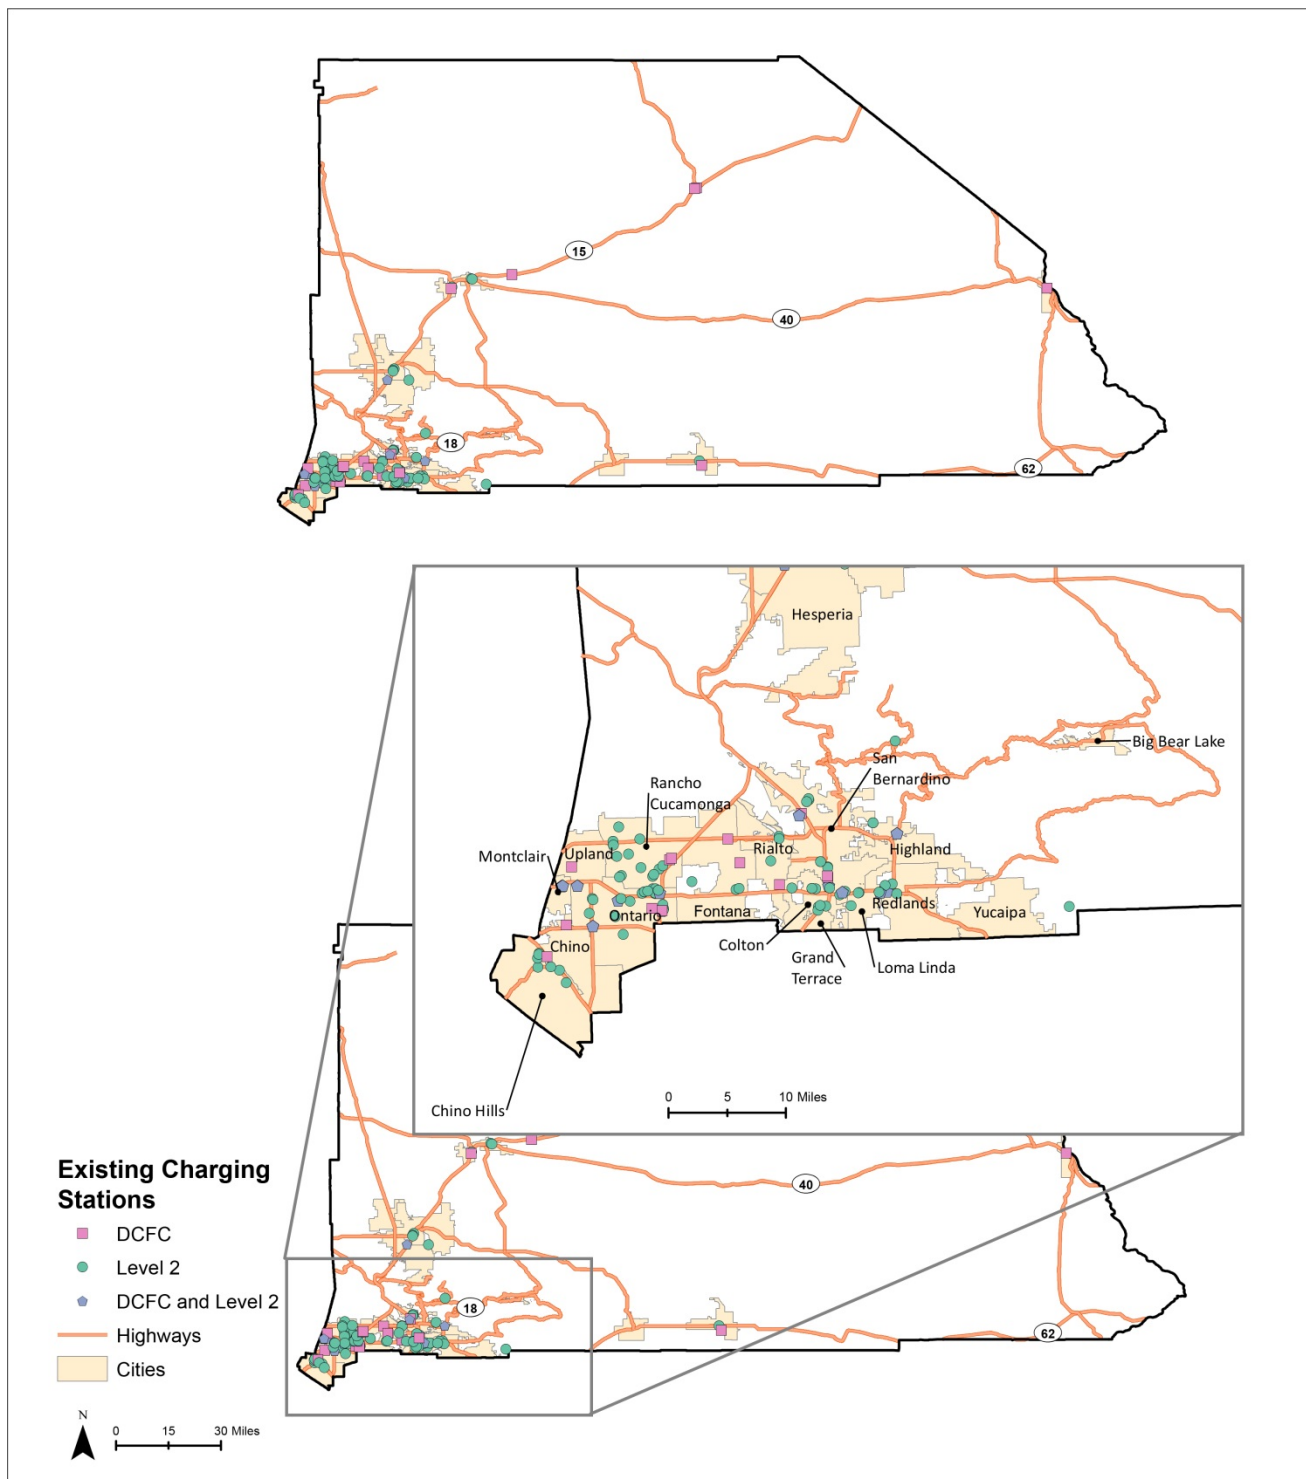 15
40
18
62
Hesperia
Big Bear Lake
San
Bernardino
Rancho
Cucamonga
Montclair
Upland
Rialto
Highland
Ontario
Fontana
Redlands
Yucaipa
Chino
Colton
Grand
Terrace
Loma Linda
Chino Hills
0 5 10 Miles
40
18
62
Existing Charging
Stations
DCFC
Level 2
DCFC and Level 2
Highways
Cities
N
0 15 30 Miles